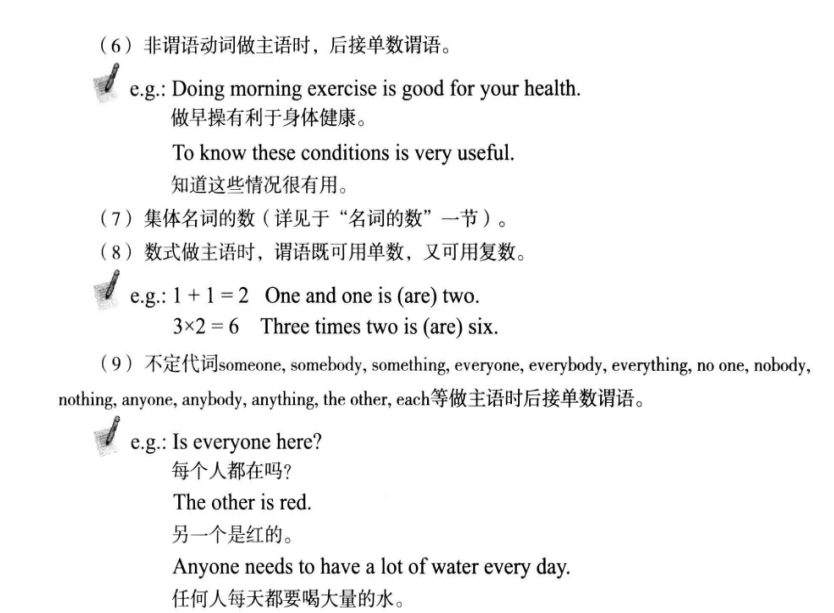 （6）非谓语动词做主语时，后接单数谓语。
e.g.: Doing morning exercise is good for your health.
做早操有利于身体健康。
To know these conditions is very useful.
知道这些情况很有用。
（7）集体名词的数（详见于“名词的数”一节）。
（8）数式做主语时，谓语既可用单数，又可用复数。
e.g.: 1 + 1 = 2 One and one is (are) two.
3×2 = 6 Three times two is (are) six.
（9）不定代词someone, somebody, something, everyone, everybody, everything, no one, nobody,
nothing, anyone, anybody, anything, the other, each等做主语时后接单数谓语。
e.g.: Is everyone here?
每个人都在吗？
The other is red.
另一个是红的。
Anyone needs to have a lot of water every day.
任何人每天都要喝大量的水。